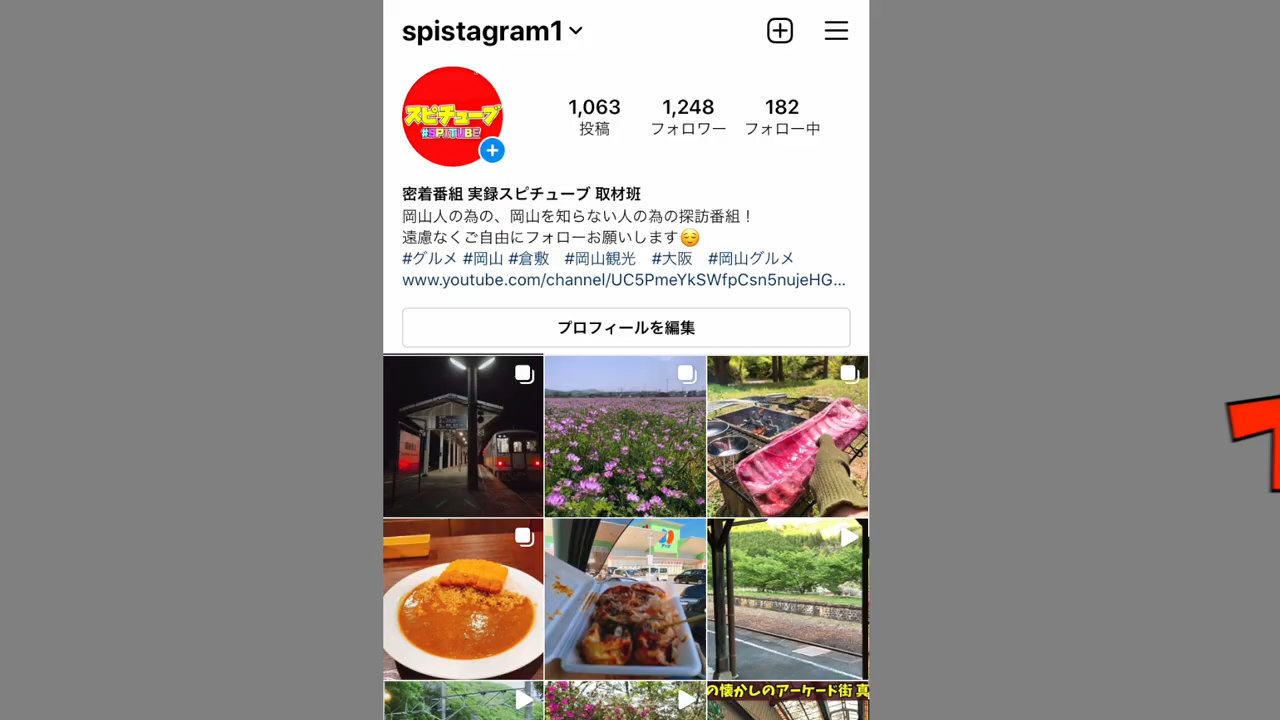 spistagram1
スピチューブ
#SPITUBE
1,063
投稿
1,248
フォロワー
182
フォロー中
密着番組 実録スピチューブ 取材班
岡山人の為の、岡山を知らない人の為の探訪番組！
遠慮なくご自由にフォローお願いします😌
#グルメ #岡山 #倉敷　#岡山観光　#大阪　#岡山グルメ
www.youtube.com/channel/UC5PmeYkSWfpCsn5nujeHG...
プロフィールを編集
の懐かしのアーケード街 真